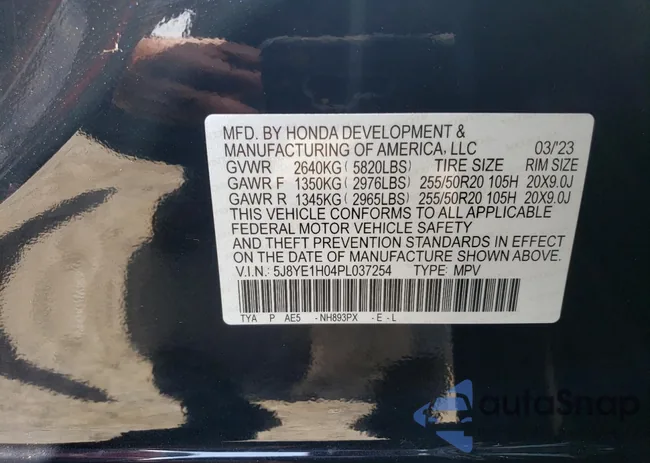 MFD. BY HONDA DEVELOPMENT &
MANUFACTURING OF AMERICA, LLC 03/'23
GVWR 2640KG ( 5820LBS) TIRE SIZE RIM SIZE
GAWR F 1350KG ( 2976LBS) 255/50R20 105H 20X9.0J
GAWR R 1345KG ( 2965LBS) 255/50R20 105H 20X9.0J
THIS VEHICLE CONFORMS TO ALL APPLICABLE
FEDERAL MOTOR VEHICLE SAFETY
AND THEFT PREVENTION STANDARDS IN EFFECT
ON THE DATE OF MANUFACTURE SHOWN ABOVE.
V.I.N.: 5J8YE1H04PL037254 TYPE: MPV
TYA P AE5 -NH893PX -E-L
autoSnap